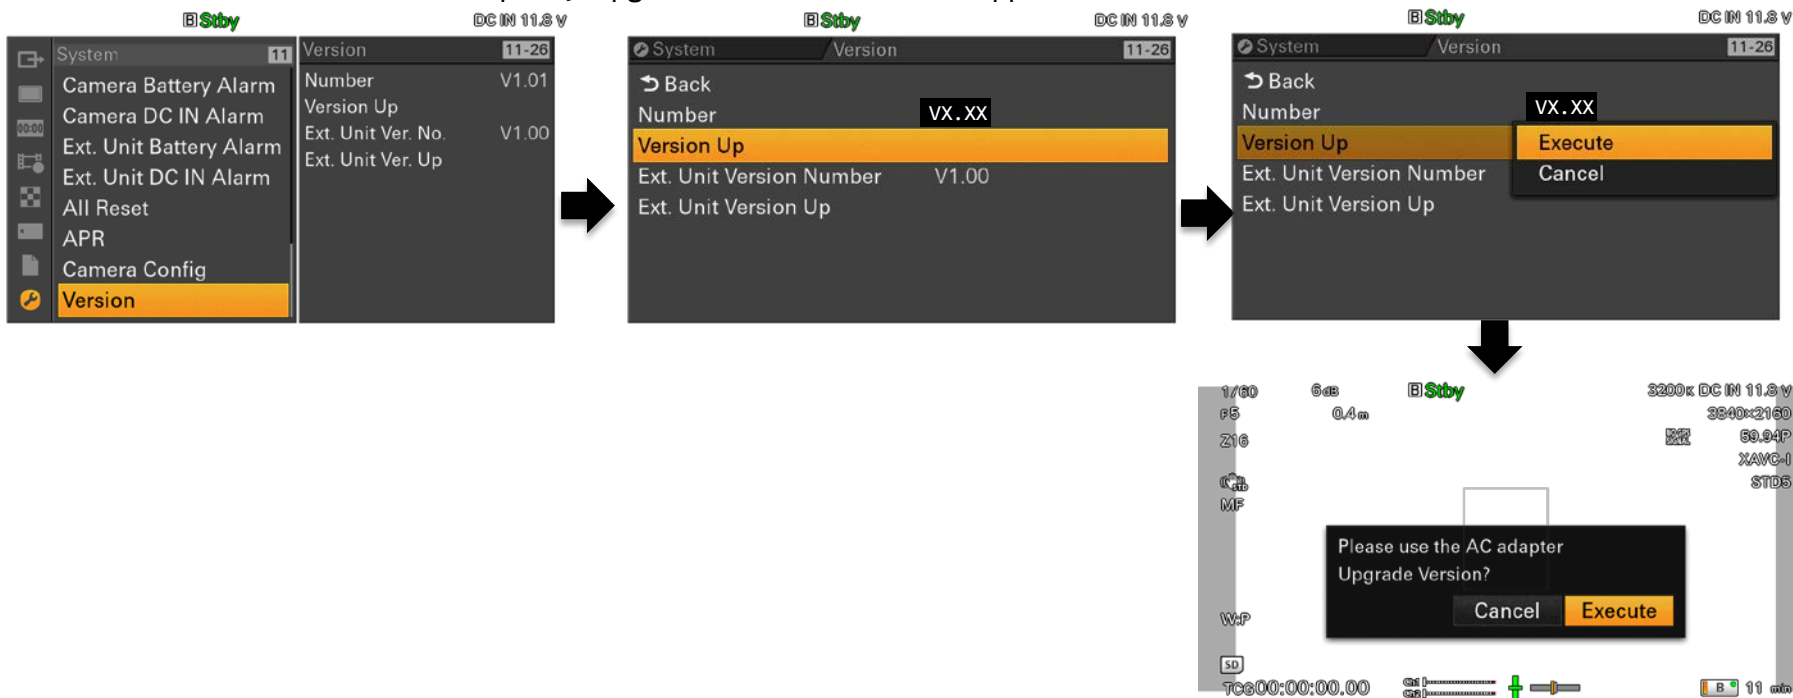 B Stby DC IN 11.8 V
System 11
Camera Battery Alarm
Camera DC IN Alarm
Ext. Unit Battery Alarm
Ext. Unit DC IN Alarm
All Reset
APR
Camera Config
Version
00:00
Version 11-26
Number V1.01
Version Up
Ext. Unit Ver. No. V1.00
Ext. Unit Ver. Up
B Stby DC IN 11.8 V
System Version 11-26
Back
Number VX.XX
Version Up
Ext. Unit Version Number V1.00
Ext. Unit Version Up
B Stby DC IN 11.8 V
System Version 11-26
Back
Number VX.XX
Version Up Execute
Ext. Unit Version Number Cancel
Ext. Unit Version Up
1/60 6dB B Stby 3200K DC IN 11.8 V
F5 0.4m 3840×2160
Z16 59.94P
XAVC-I
STD STD5
MF
Please use the AC adapter
Upgrade Version?
Cancel Execute
W:P
SD
TCG00:00:00.00 Ch1 B 11 min
Ch2